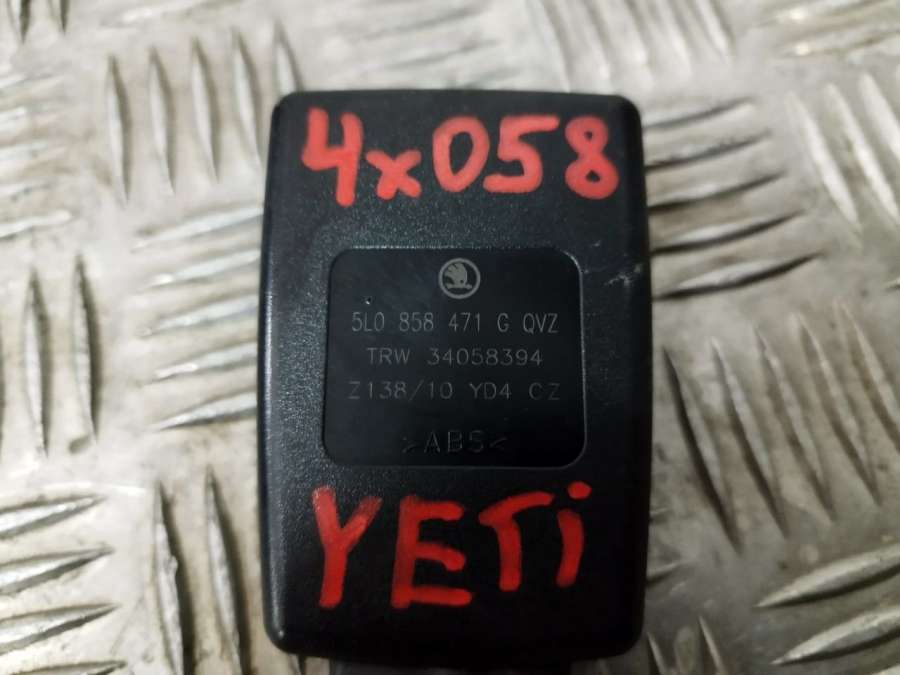 4x058
5L0 858 471 G QVZ
TRW 34058394
Z138/10 YD4 CZ
>ABS<
YETi